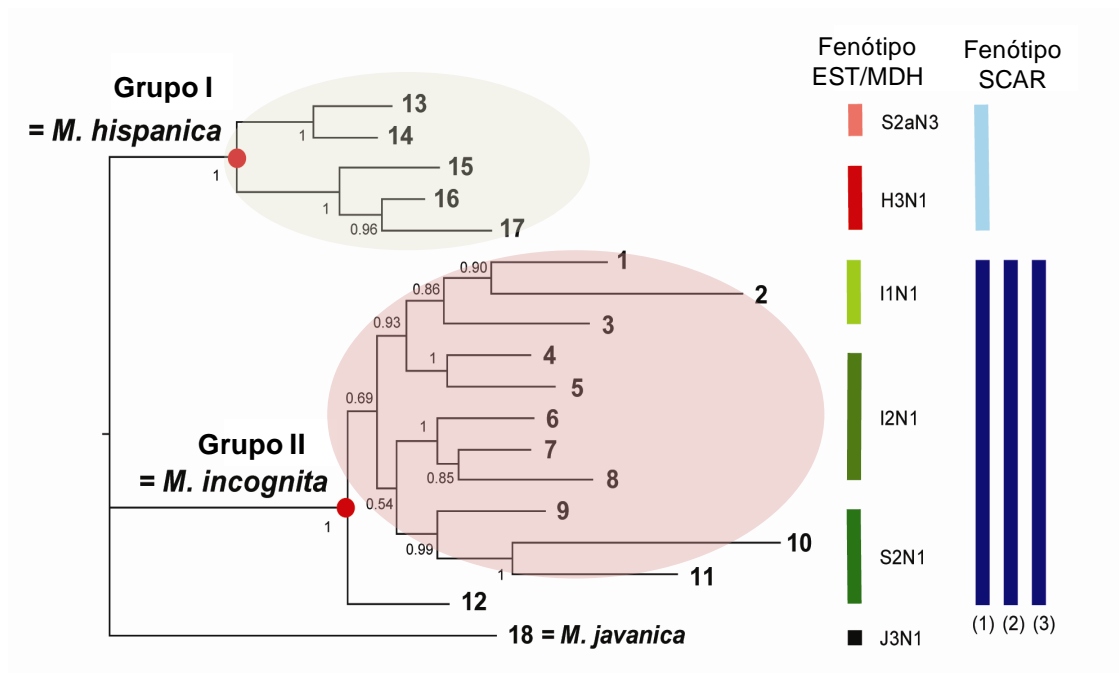 Fenótipo
EST/MDH
Fenótipo
SCAR
Grupo I
= M. hispanica
13
14
15
16
17
1
1
1
0.96
S2aN3
H3N1
1
2
3
4
5
6
7
8
9
10
11
12
0.90
0.86
0.93
1
0.69
1
0.85
0.54
0.99
1
Grupo II
= M. incognita
1
I1N1
I2N1
S2N1
J3N1
(1) (2) (3)
18 = M. javanica